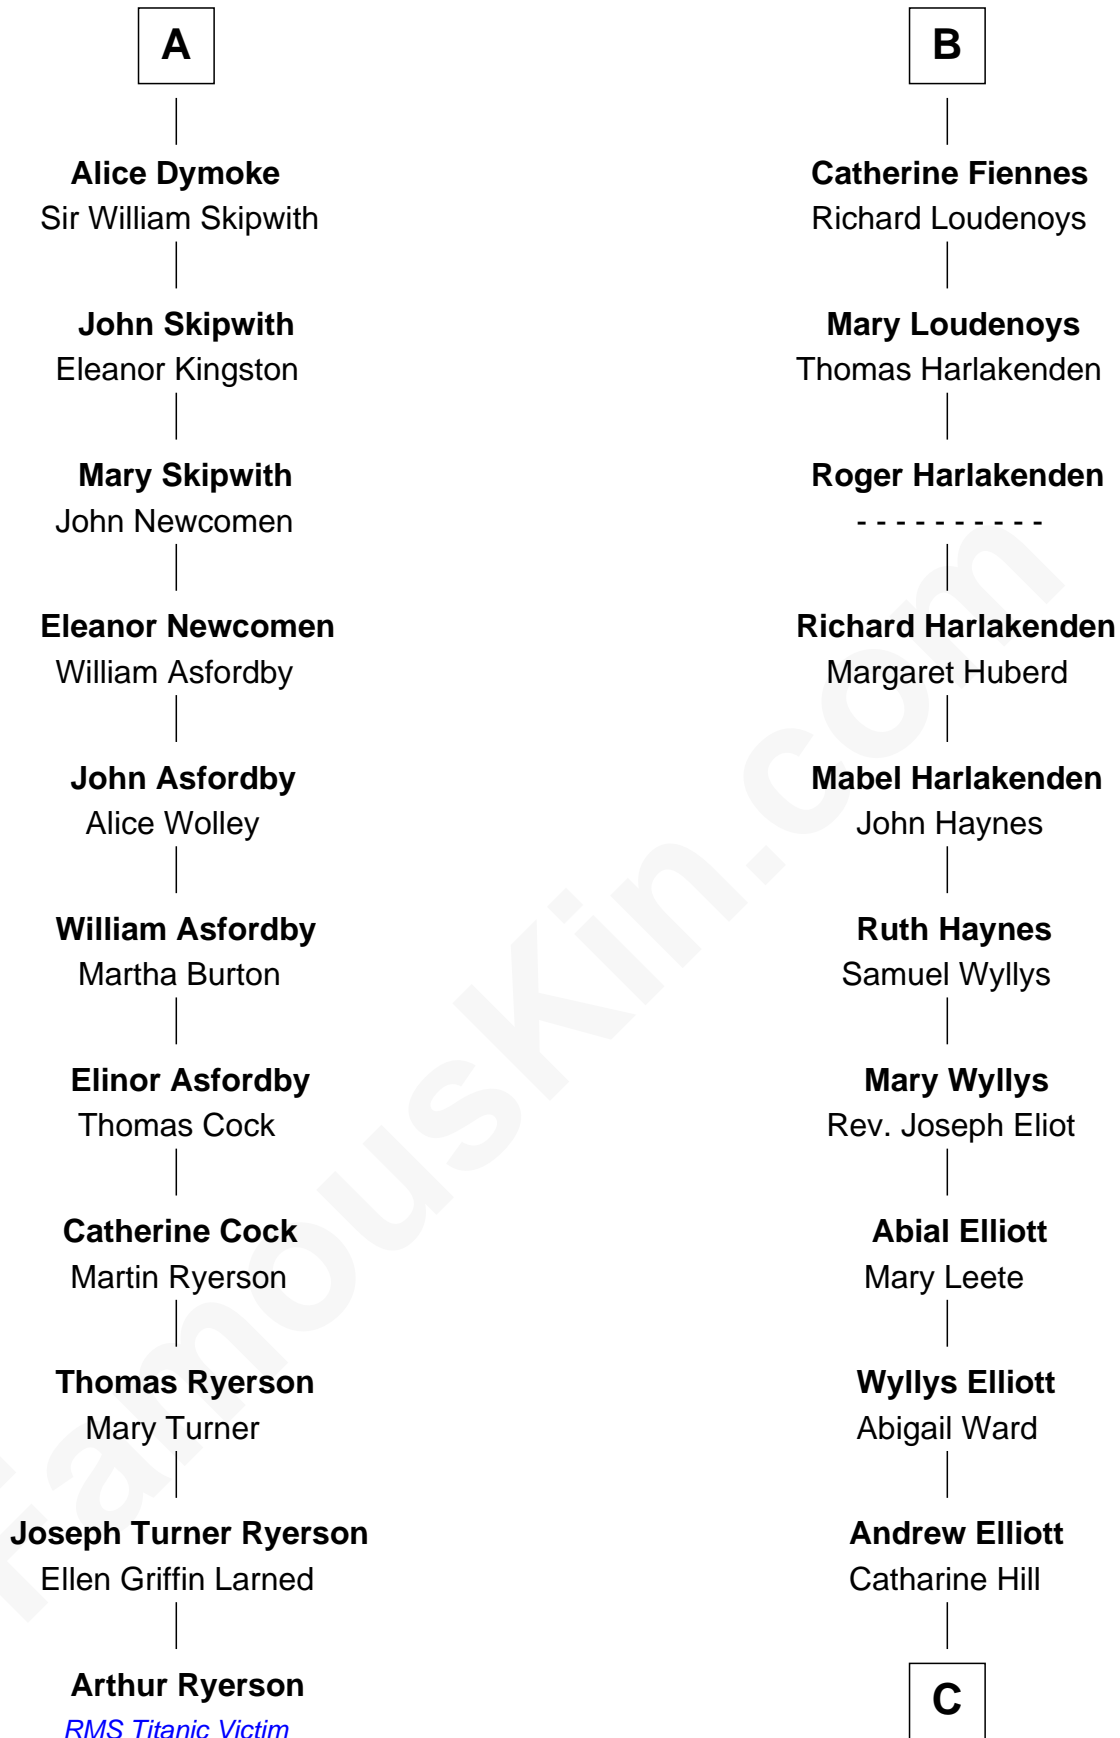 A
Alice Dymoke
Sir William Skipwith
John Skipwith
Eleanor Kingston
Mary Skipwith
John Newcomen
Eleanor Newcomen
William Asfordby
John Asfordby
Alice Wolley
William Asfordby
Martha Burton
Elinor Asfordby
Thomas Cock
Catherine Cock
Martin Ryerson
Thomas Ryerson
Mary Turner
Joseph Turner Ryerson
Ellen Griffin Larned
Arthur Ryerson
RMS Titanic Victim
B
Catherine Fiennes
Richard Loudenoys
Mary Loudenoys
Thomas Harlakenden
Roger Harlakenden
- - - - - - - - - -
Richard Harlakenden
Margaret Huberd
Mabel Harlakenden
John Haynes
Ruth Haynes
Samuel Wyllys
Mary Wyllys
Rev. Joseph Eliot
Abial Elliott
Mary Leete
Wyllys Elliott
Abigail Ward
Andrew Elliott
Catharine Hill
C
FamousKin.com